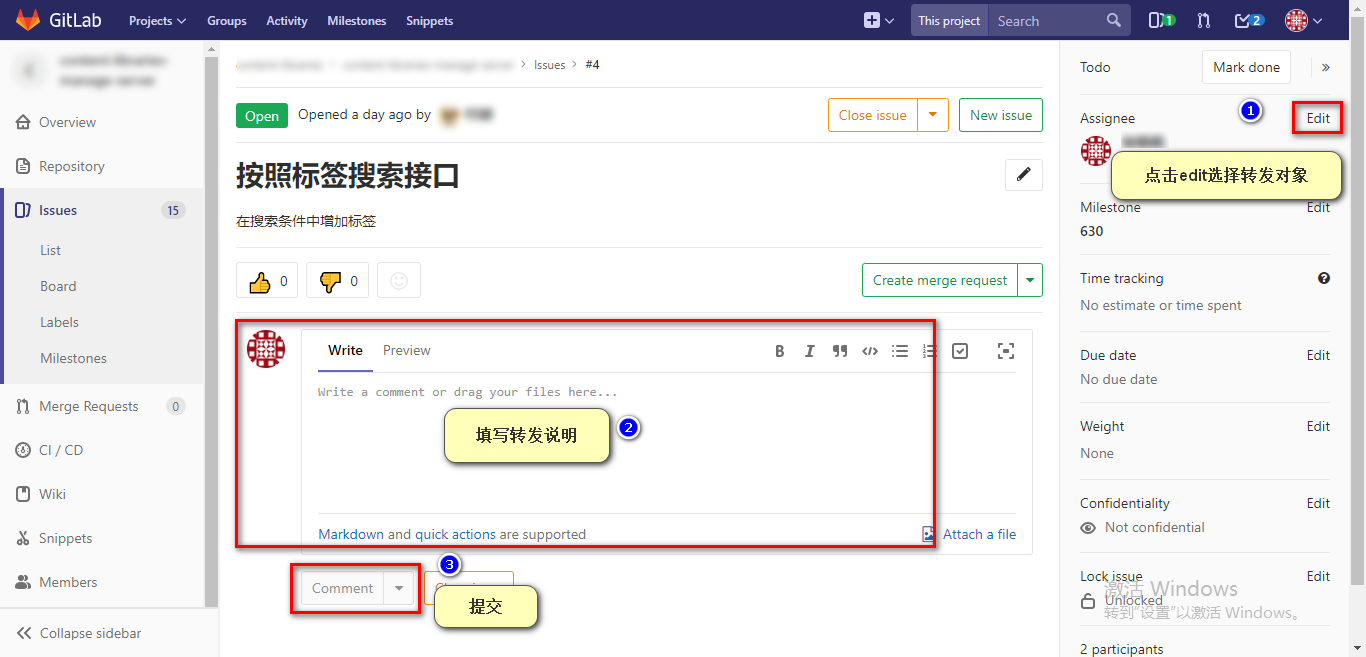 GitLab Projects Groups Activity Milestones Snippets This project Search 1 2
Issues > #4
Overview
Repository
Issues 15
List
Board
Labels
Milestones
Merge Requests 0
CI / CD
Wiki
Snippets
Members
Collapse sidebar
Open Opened a day ago by
Close issue
New issue
按照标签搜索接口
在搜索条件中增加标签
0
0
Create merge request
Write Preview
Write a comment or drag your files here...
填写转发说明 2
Markdown and quick actions are supported
Attach a file
3
Comment
提交
Todo Mark done »
Assignee 1 Edit
点击edit选择转发对象
Milestone Edit
630
Time tracking
No estimate or time spent
Due date Edit
No due date
Weight Edit
None
Confidentiality Edit
Not confidential
Lock issue Edit
Unlocked
激活 Windows
转到"设置"以激活 Windows。
2 participants